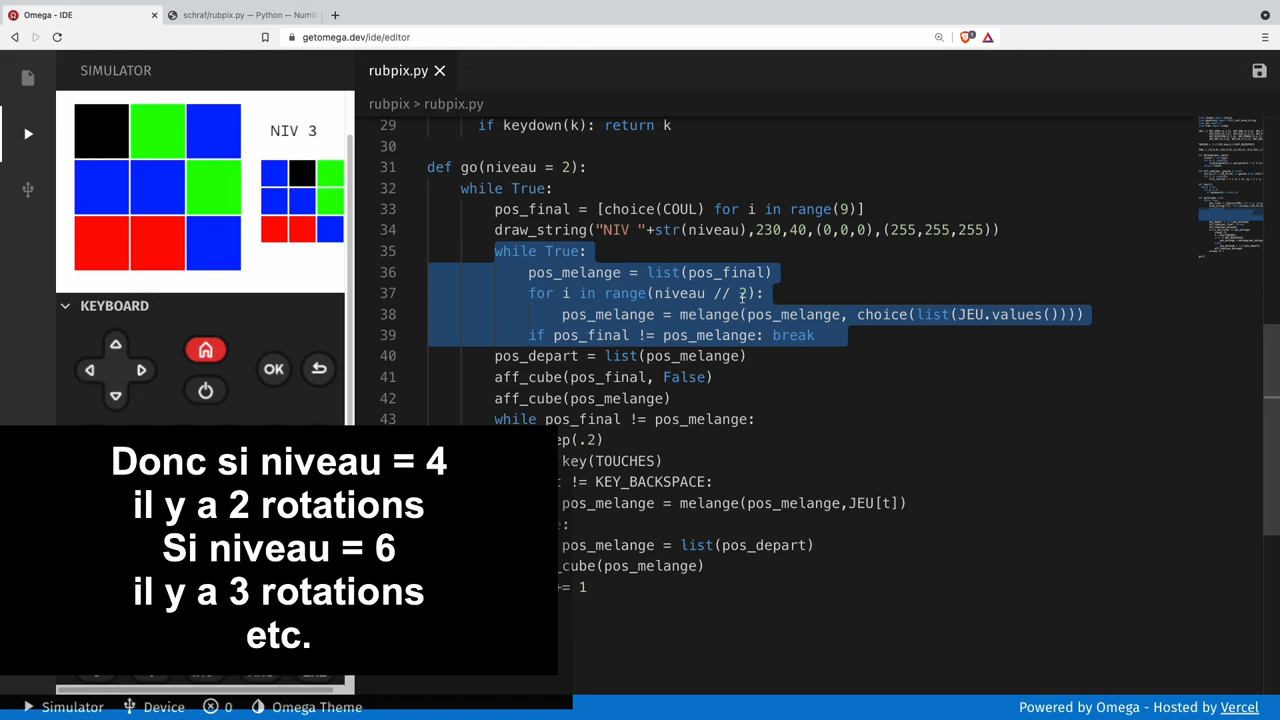 Omega - IDE
schraf/rubpix.py — Python — NumW
getomega.dev/ide/editor
SIMULATOR
rubpix.py
rubpix > rubpix.py
NIV 3
KEYBOARD
OK
29 if keydown(k): return k
30
31 def go(niveau = 2):
32 while True:
33 pos_final = [choice(COUL) for i in range(9)]
34 draw_string("NIV "+str(niveau),230,40,(0,0,0),(255,255,255))
35 while True:
36 pos_melange = list(pos_final)
37 for i in range(niveau // 2):
38 pos_melange = melange(pos_melange, choice(list(JEU.values())))
39 if pos_final != pos_melange: break
40 pos_depart = list(pos_melange)
41 aff_cube(pos_final, False)
42 aff_cube(pos_melange)
43 while pos_final != pos_melange:
ep(.2)
key(TOUCHES)
t != KEY_BACKSPACE:
pos_melange = melange(pos_melange,JEU[t])
e:
pos_melange = list(pos_depart)
_cube(pos_melange)
+= 1
Donc si niveau = 4
il y a 2 rotations
Si niveau = 6
il y a 3 rotations
etc.
Simulator
Device
0
Omega Theme
Powered by Omega - Hosted by Vercel